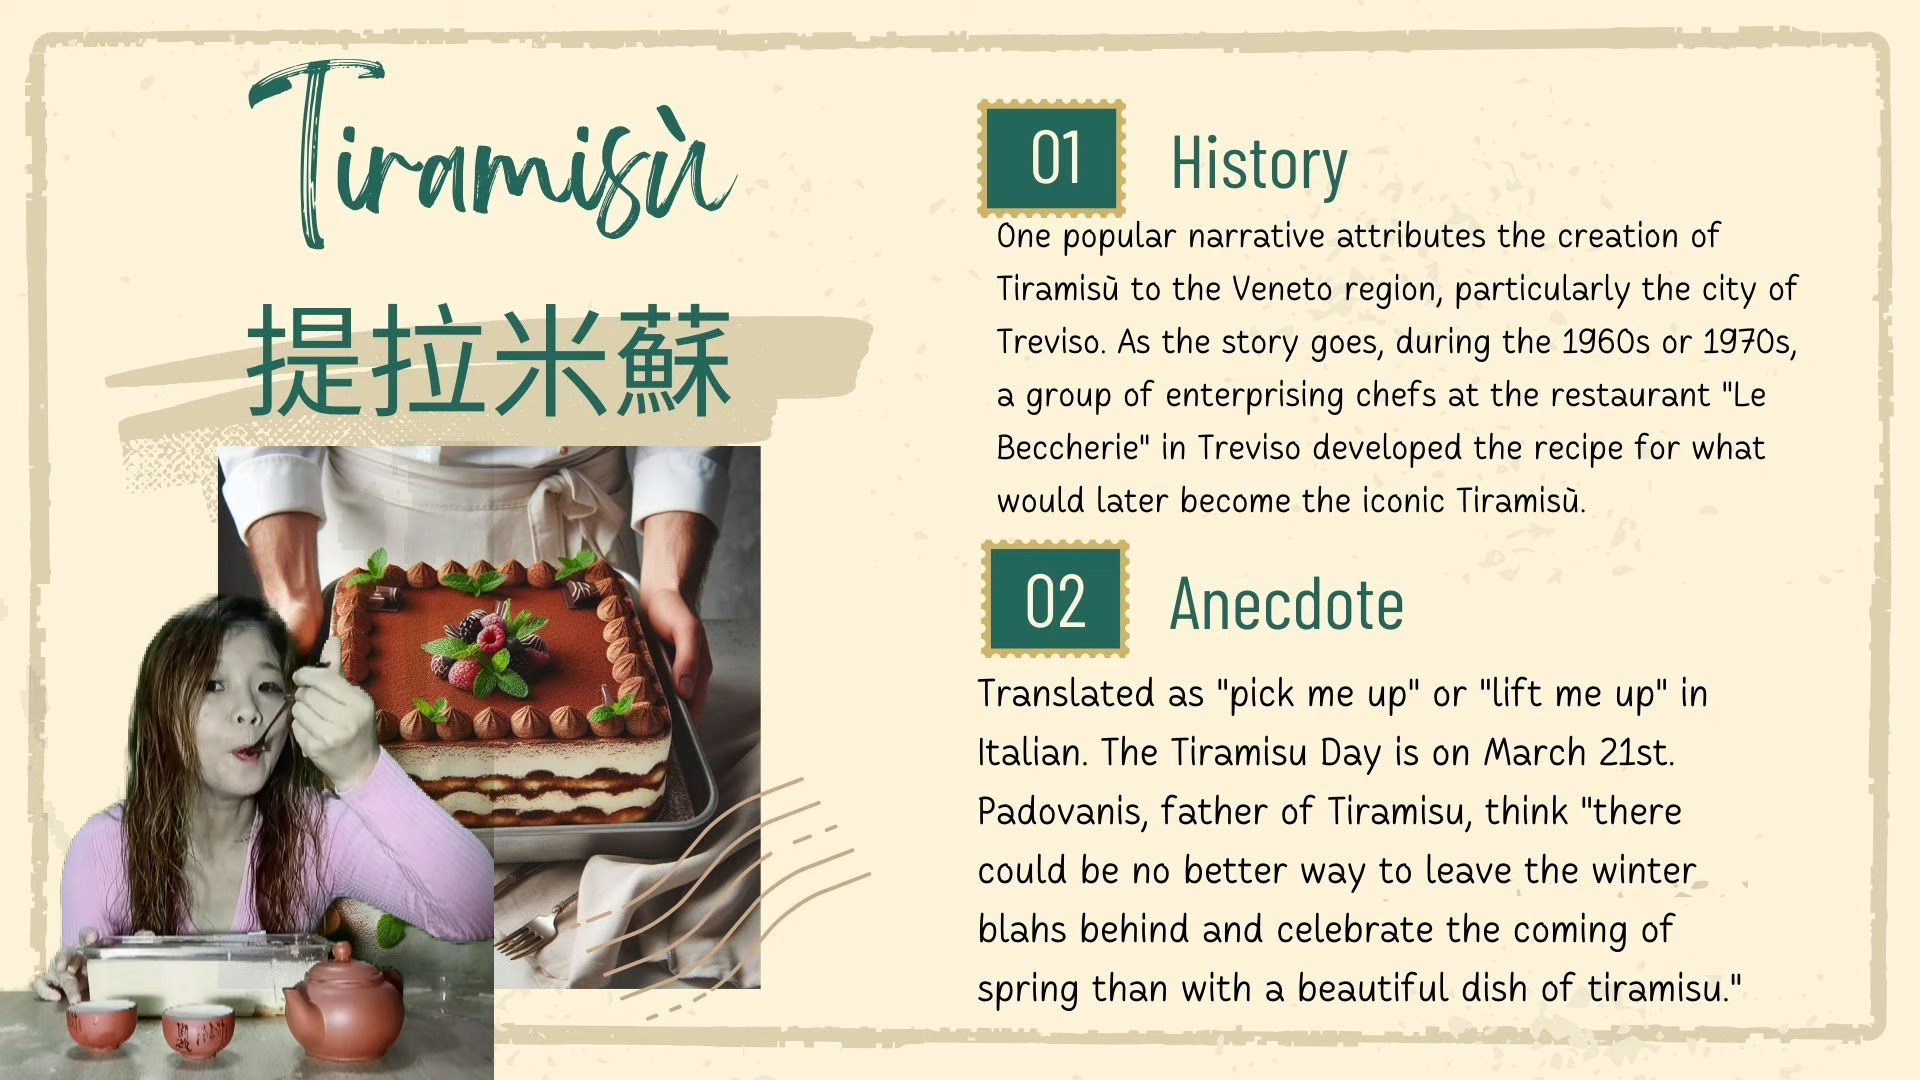 Tiramisù
提拉米蘇
01
History
One popular narrative attributes the creation of
Tiramisù to the Veneto region, particularly the city of
Treviso. As the story goes, during the 1960s or 1970s,
a group of enterprising chefs at the restaurant "Le
Beccherie" in Treviso developed the recipe for what
would later become the iconic Tiramisù.
02
Anecdote
Translated as "pick me up" or "lift me up" in
Italian. The Tiramisu Day is on March 21st.
Padovanis, father of Tiramisu, think "there
could be no better way to leave the winter
blahs behind and celebrate the coming of
spring than with a beautiful dish of tiramisu."